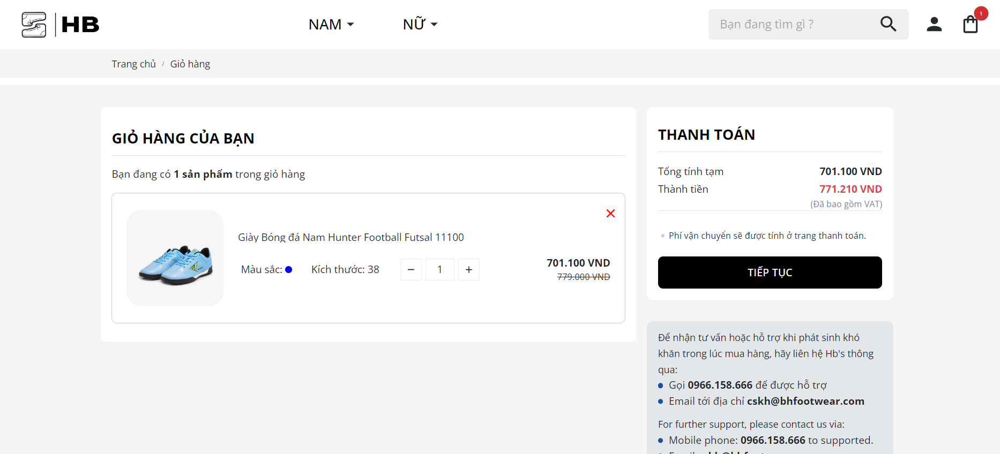 HB
NAM
NỮ
Bạn đang tìm gì ?
1
Trang chủ / Giỏ hàng
GIỎ HÀNG CỦA BẠN
Bạn đang có 1 sản phẩm trong giỏ hàng
Giày Bóng đá Nam Hunter Football Futsal 11100
Màu sắc:
Kích thước: 38
− 1 +
701.100 VND
779.000 VND
THANH TOÁN
Tổng tính tạm 701.100 VND
Thành tiền 771.210 VND
(Đã bao gồm VAT)
Phí vận chuyển sẽ được tính ở trang thanh toán.
TIẾP TỤC
Để nhận tư vấn hoặc hỗ trợ khi phát sinh khó
khăn trong lúc mua hàng, hãy liên hệ Hb's thông
qua:
Gọi 0966.158.666 để được hỗ trợ
Email tới địa chỉ cskh@bhfootwear.com
For further support, please contact us via:
Mobile phone: 0966.158.666 to supported.